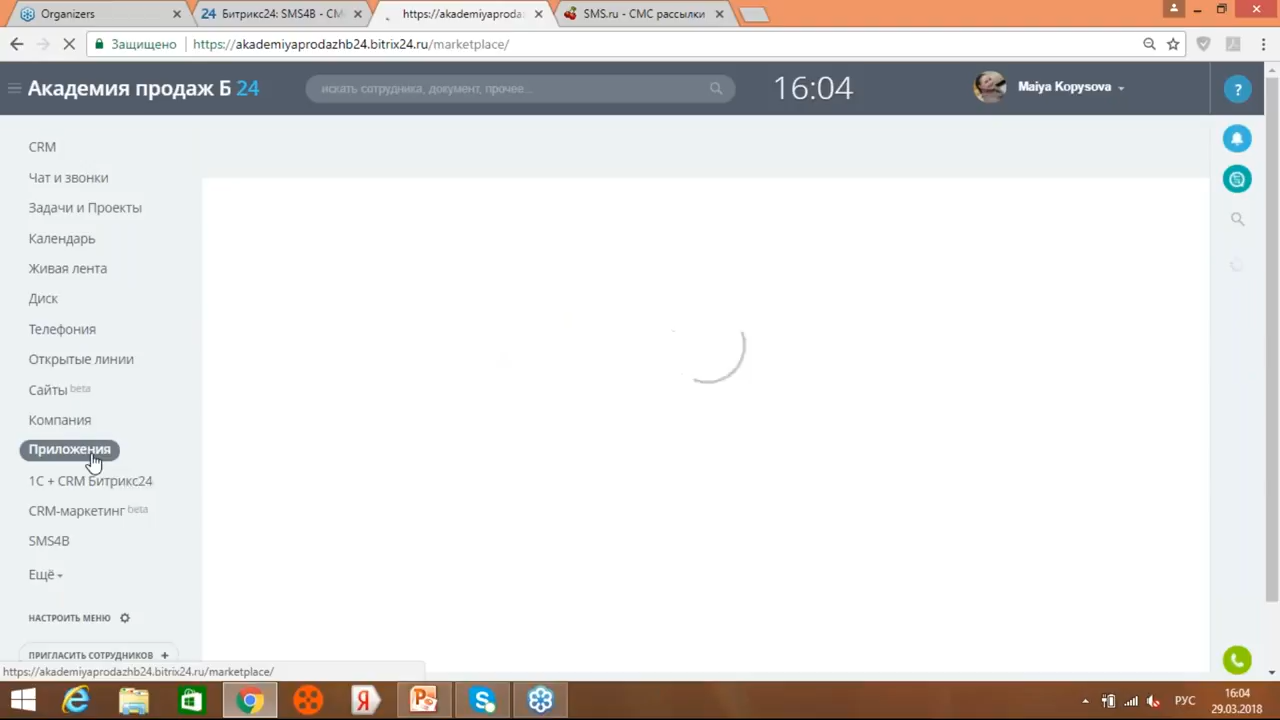 Organizers
Битрикс24: SMS4B - CM
https://akademiyaproda
SMS.ru - СМС рассылки
Защищено
https://akademiyaprodazhb24.bitrix24.ru/marketplace/
Академия продаж Б 24
искать сотрудника, документ, прочее...
16:04
Maiya Kopysova
?
CRM
Чат и звонки
Задачи и Проекты
Календарь
Живая лента
Диск
Телефония
Открытые линии
Сайты beta
Компания
Приложения
1С + CRM Битрикс24
CRM-маркетинг beta
SMS4B
Ещё
НАСТРОИТЬ МЕНЮ
ПРИГЛАСИТЬ СОТРУДНИКОВ +
https://akademiyaprodazhb24.bitrix24.ru/marketplace/
РУС
16:04
29.03.2018